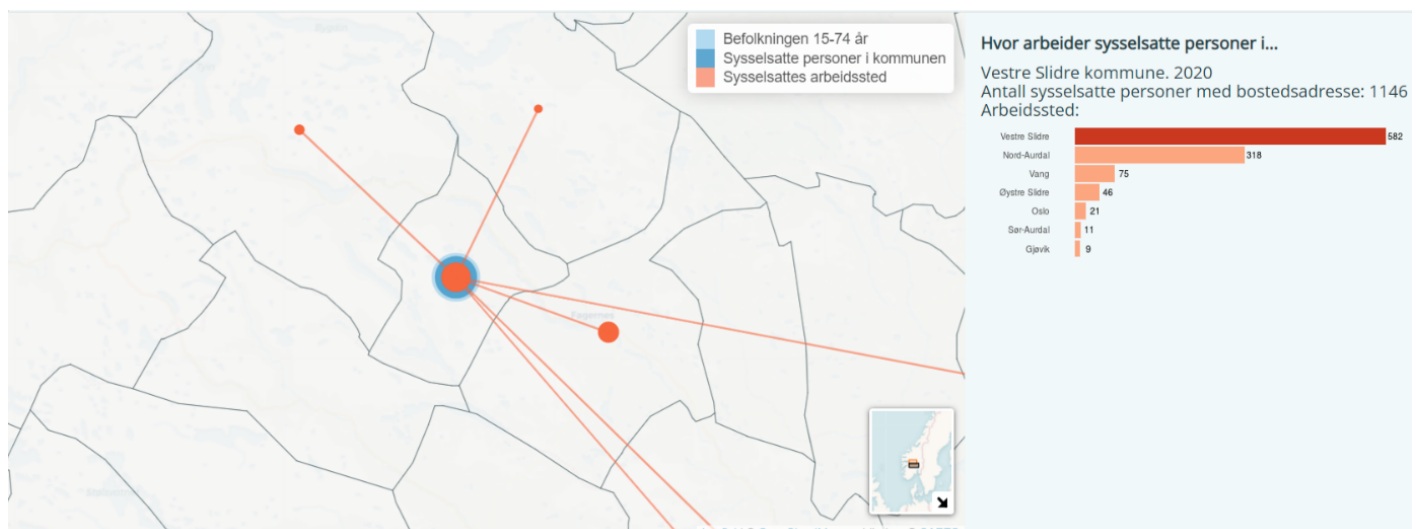 Befolkningen 15-74 år
Sysselsatte personer i kommunen
Sysselsattes arbeidssted
Fagernes
Hvor arbeider sysselsatte personer i...
Vestre Slidre kommune. 2020
Antall sysselsatte personer med bostedsadresse: 1146
Arbeidssted:
Vestre Slidre 582
Nord-Aurdal 318
Vang 75
Øystre Slidre 46
Oslo 21
Sør-Aurdal 11
Gjøvik 9